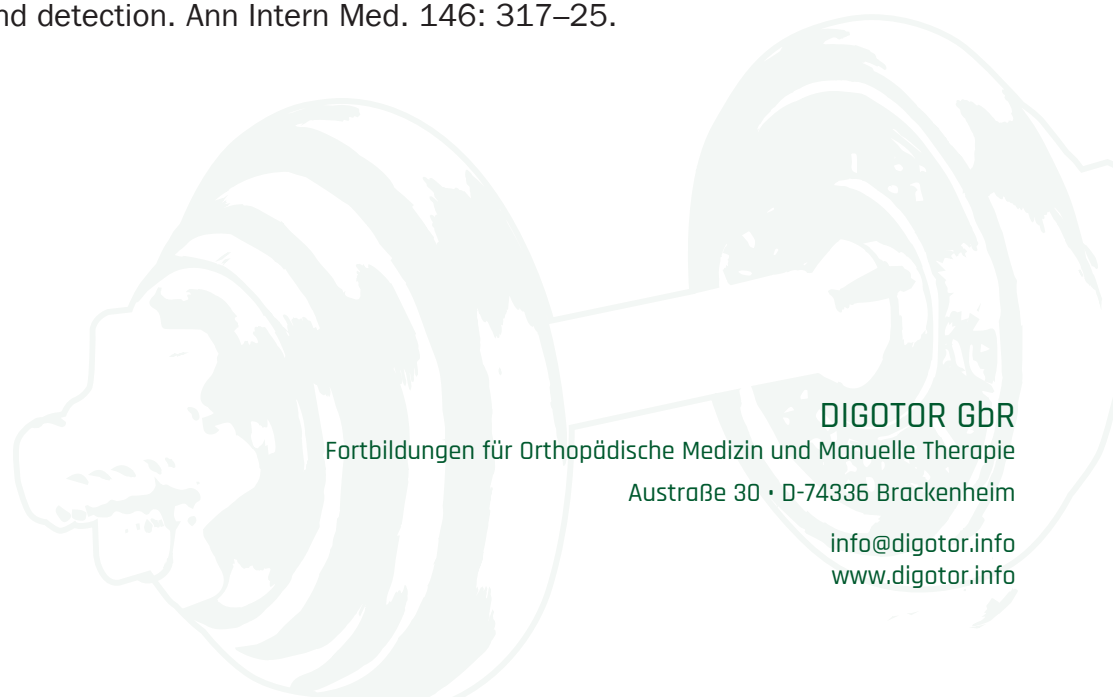 nd detection. Ann Intern Med. 146: 317–25.
DIGOTOR GbR
Fortbildungen für Orthopädische Medizin und Manuelle Therapie
Austraße 30 • D-74336 Brackenheim
info@digotor.info
www.digotor.info